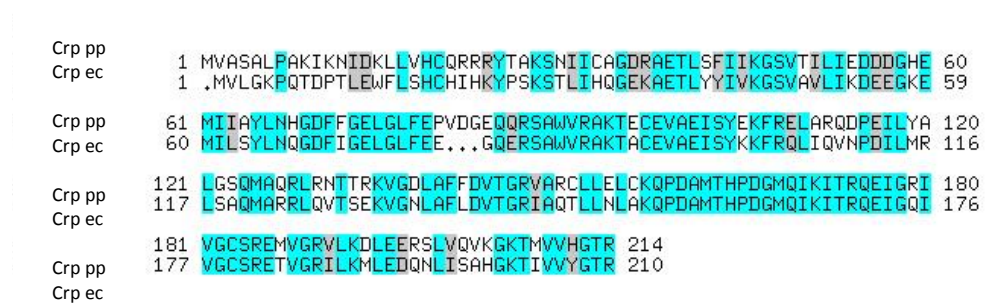 Crp pp 1 MVASALPAKIKNIDKLLVHCQRRRYTAKSNIICAGDRAETLSFIIKGSVTILIEDDDGHE 60
Crp ec 1 .MVLGKPQTDPTLEWFLSHCHIHKYPSKSTLIHQGEKAETLYYIVKGSVAVLIKDEEGKE 59
Crp pp 61 MIIAYLNHGDFFGELGLFEPVDGEQQRSAWVRAKTECEVAEISYEKFRELARQDPEILYA 120
Crp ec 60 MILSYLNQGDFIGELGLFEE...GQERSAWVRAKTACEVAEISYKKFRQLIQVNPDILMR 116
Crp pp 121 LGSQMAQRLRNTTRKVGDLAFFDVTGRVARCLLELCKQPDAMTHPDGMQIKITRQEIGRI 180
Crp ec 117 LSAQMARRLQVTSEKVGNLAFLDVTGRIAQTLLNLAKQPDAMTHPDGMQIKITRQEIGQI 176
Crp pp 181 VGCSREMVGRVLKDLEERSLVQVKGKTMVVHGTR 214
Crp ec 177 VGCSRETVGRILKMLEDQNLISAHGKTIVVYGTR 210